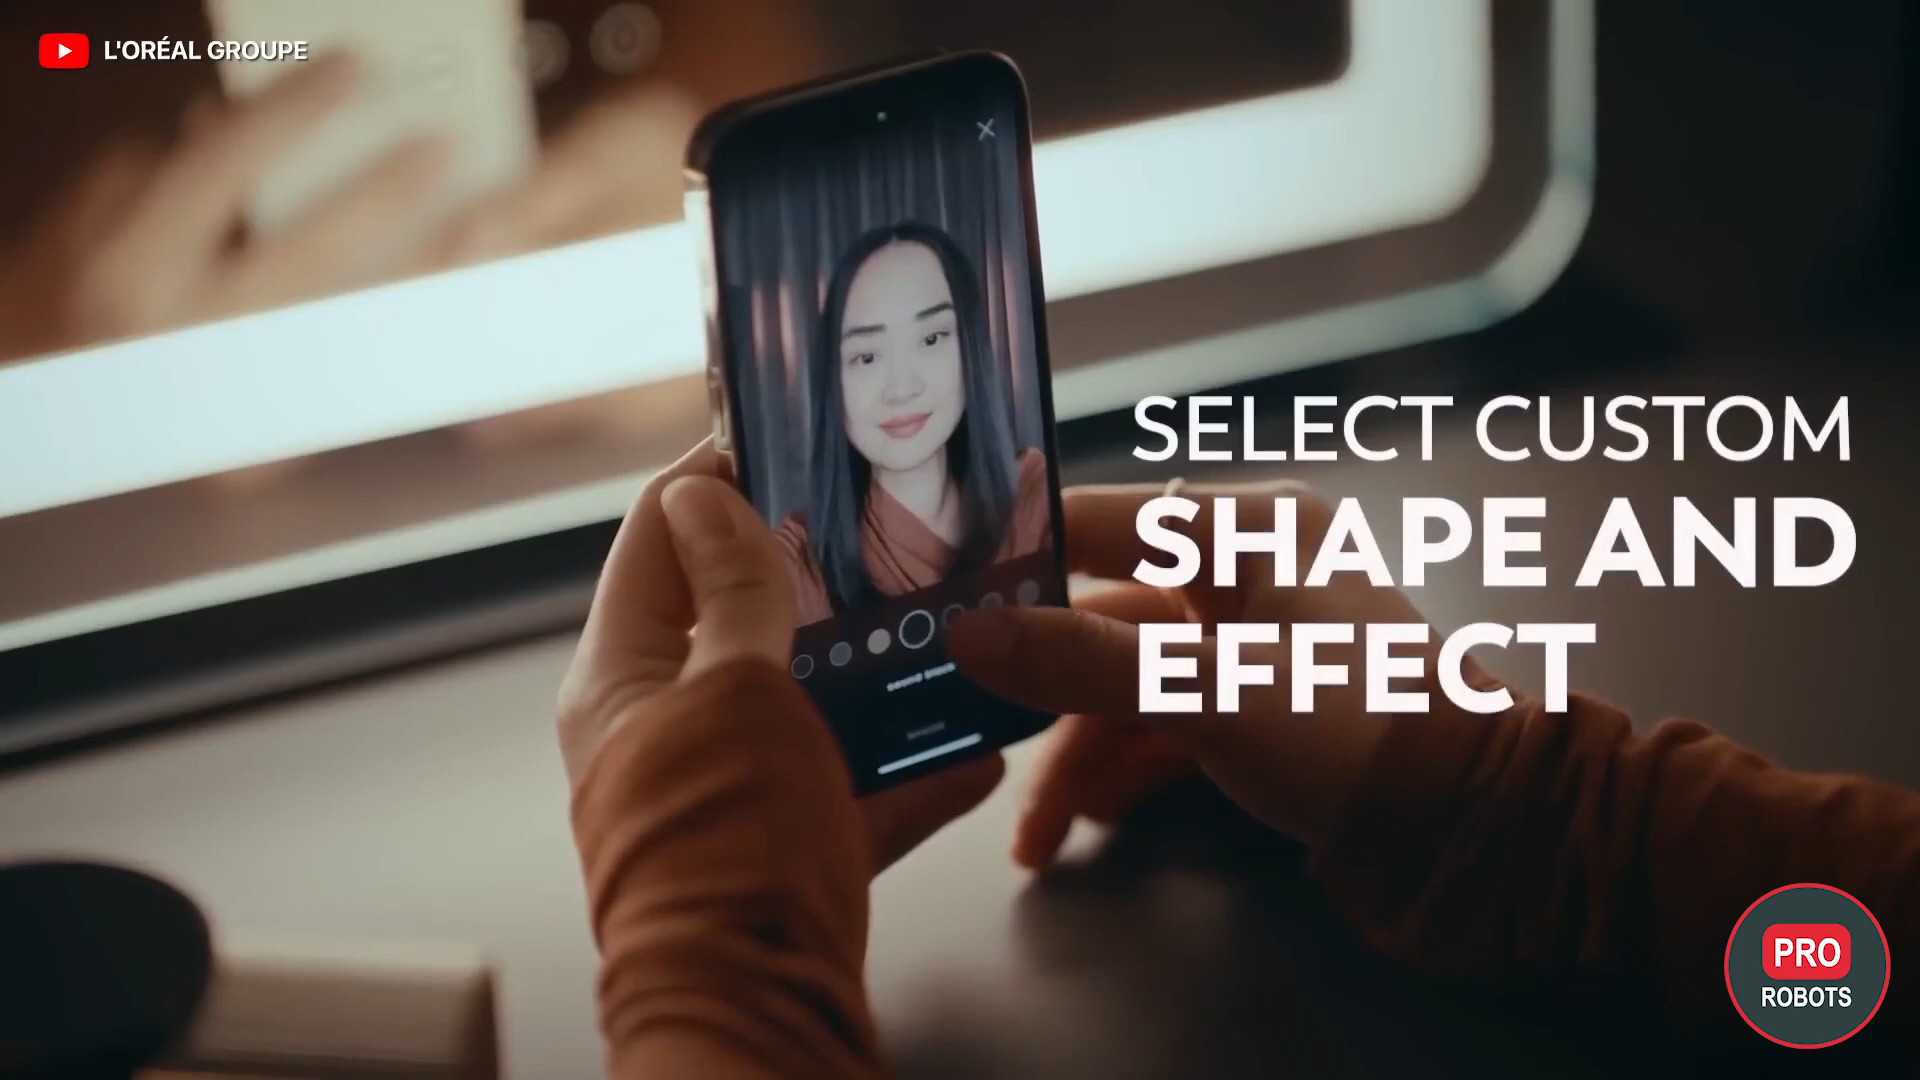 L'ORÉAL GROUPE
SELECT CUSTOM
SHAPE AND
EFFECT
PRO
ROBOTS